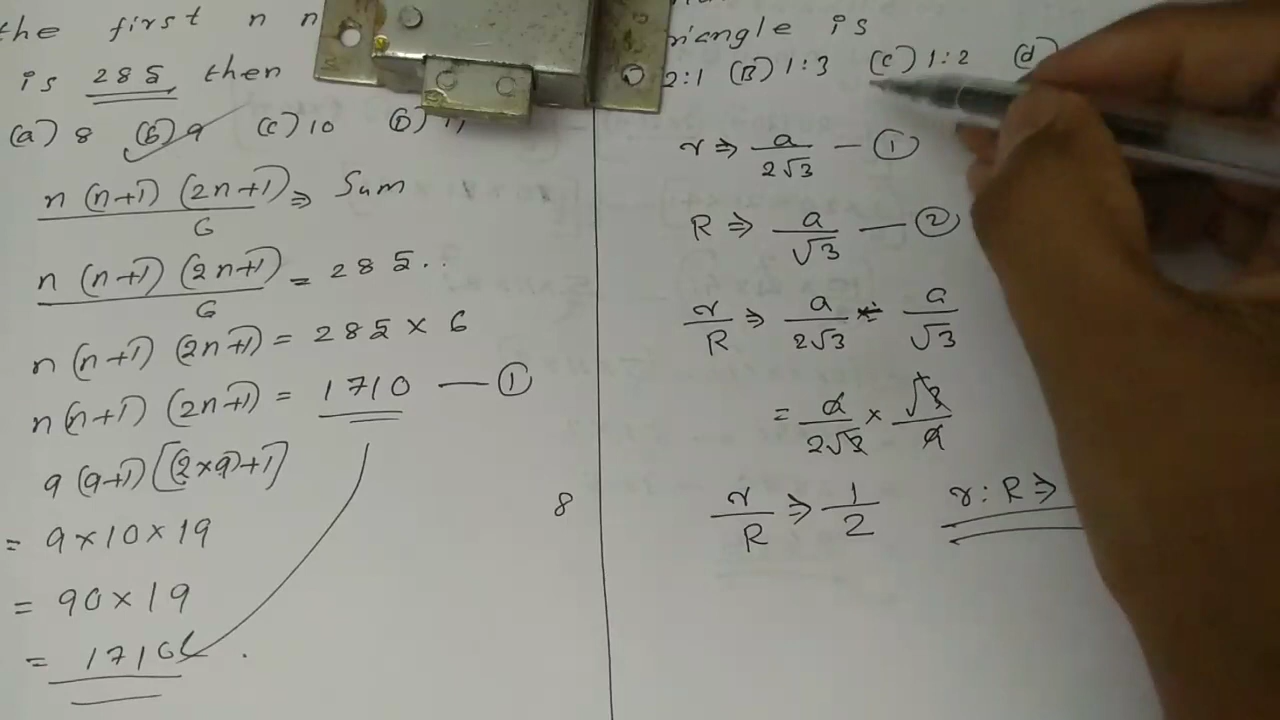 the first n n
is 285 then
(a) 8 (b) 9 (c) 10 (D) 11
n (n+1) (2n+1) / 6 ⇒ Sum
n (n+1) (2n+1) / 6 = 285..
n (n+1) (2n+1) = 285 × 6
n (n+1) (2n+1) = 1710 — ①
9 (9+1) [(2×9)+1]
= 9×10×19
= 90×19
= 1710
8
riangle is
2:1 (B) 1:3 (c) 1:2 (d)
r ⇒ a / 2√3 — ①
R ⇒ a / √3 — ②
r / R ⇒ a / 2√3 ÷ a / √3
= a / 2√3 × √3 / a
r / R ⇒ 1 / 2 r : R ⇒